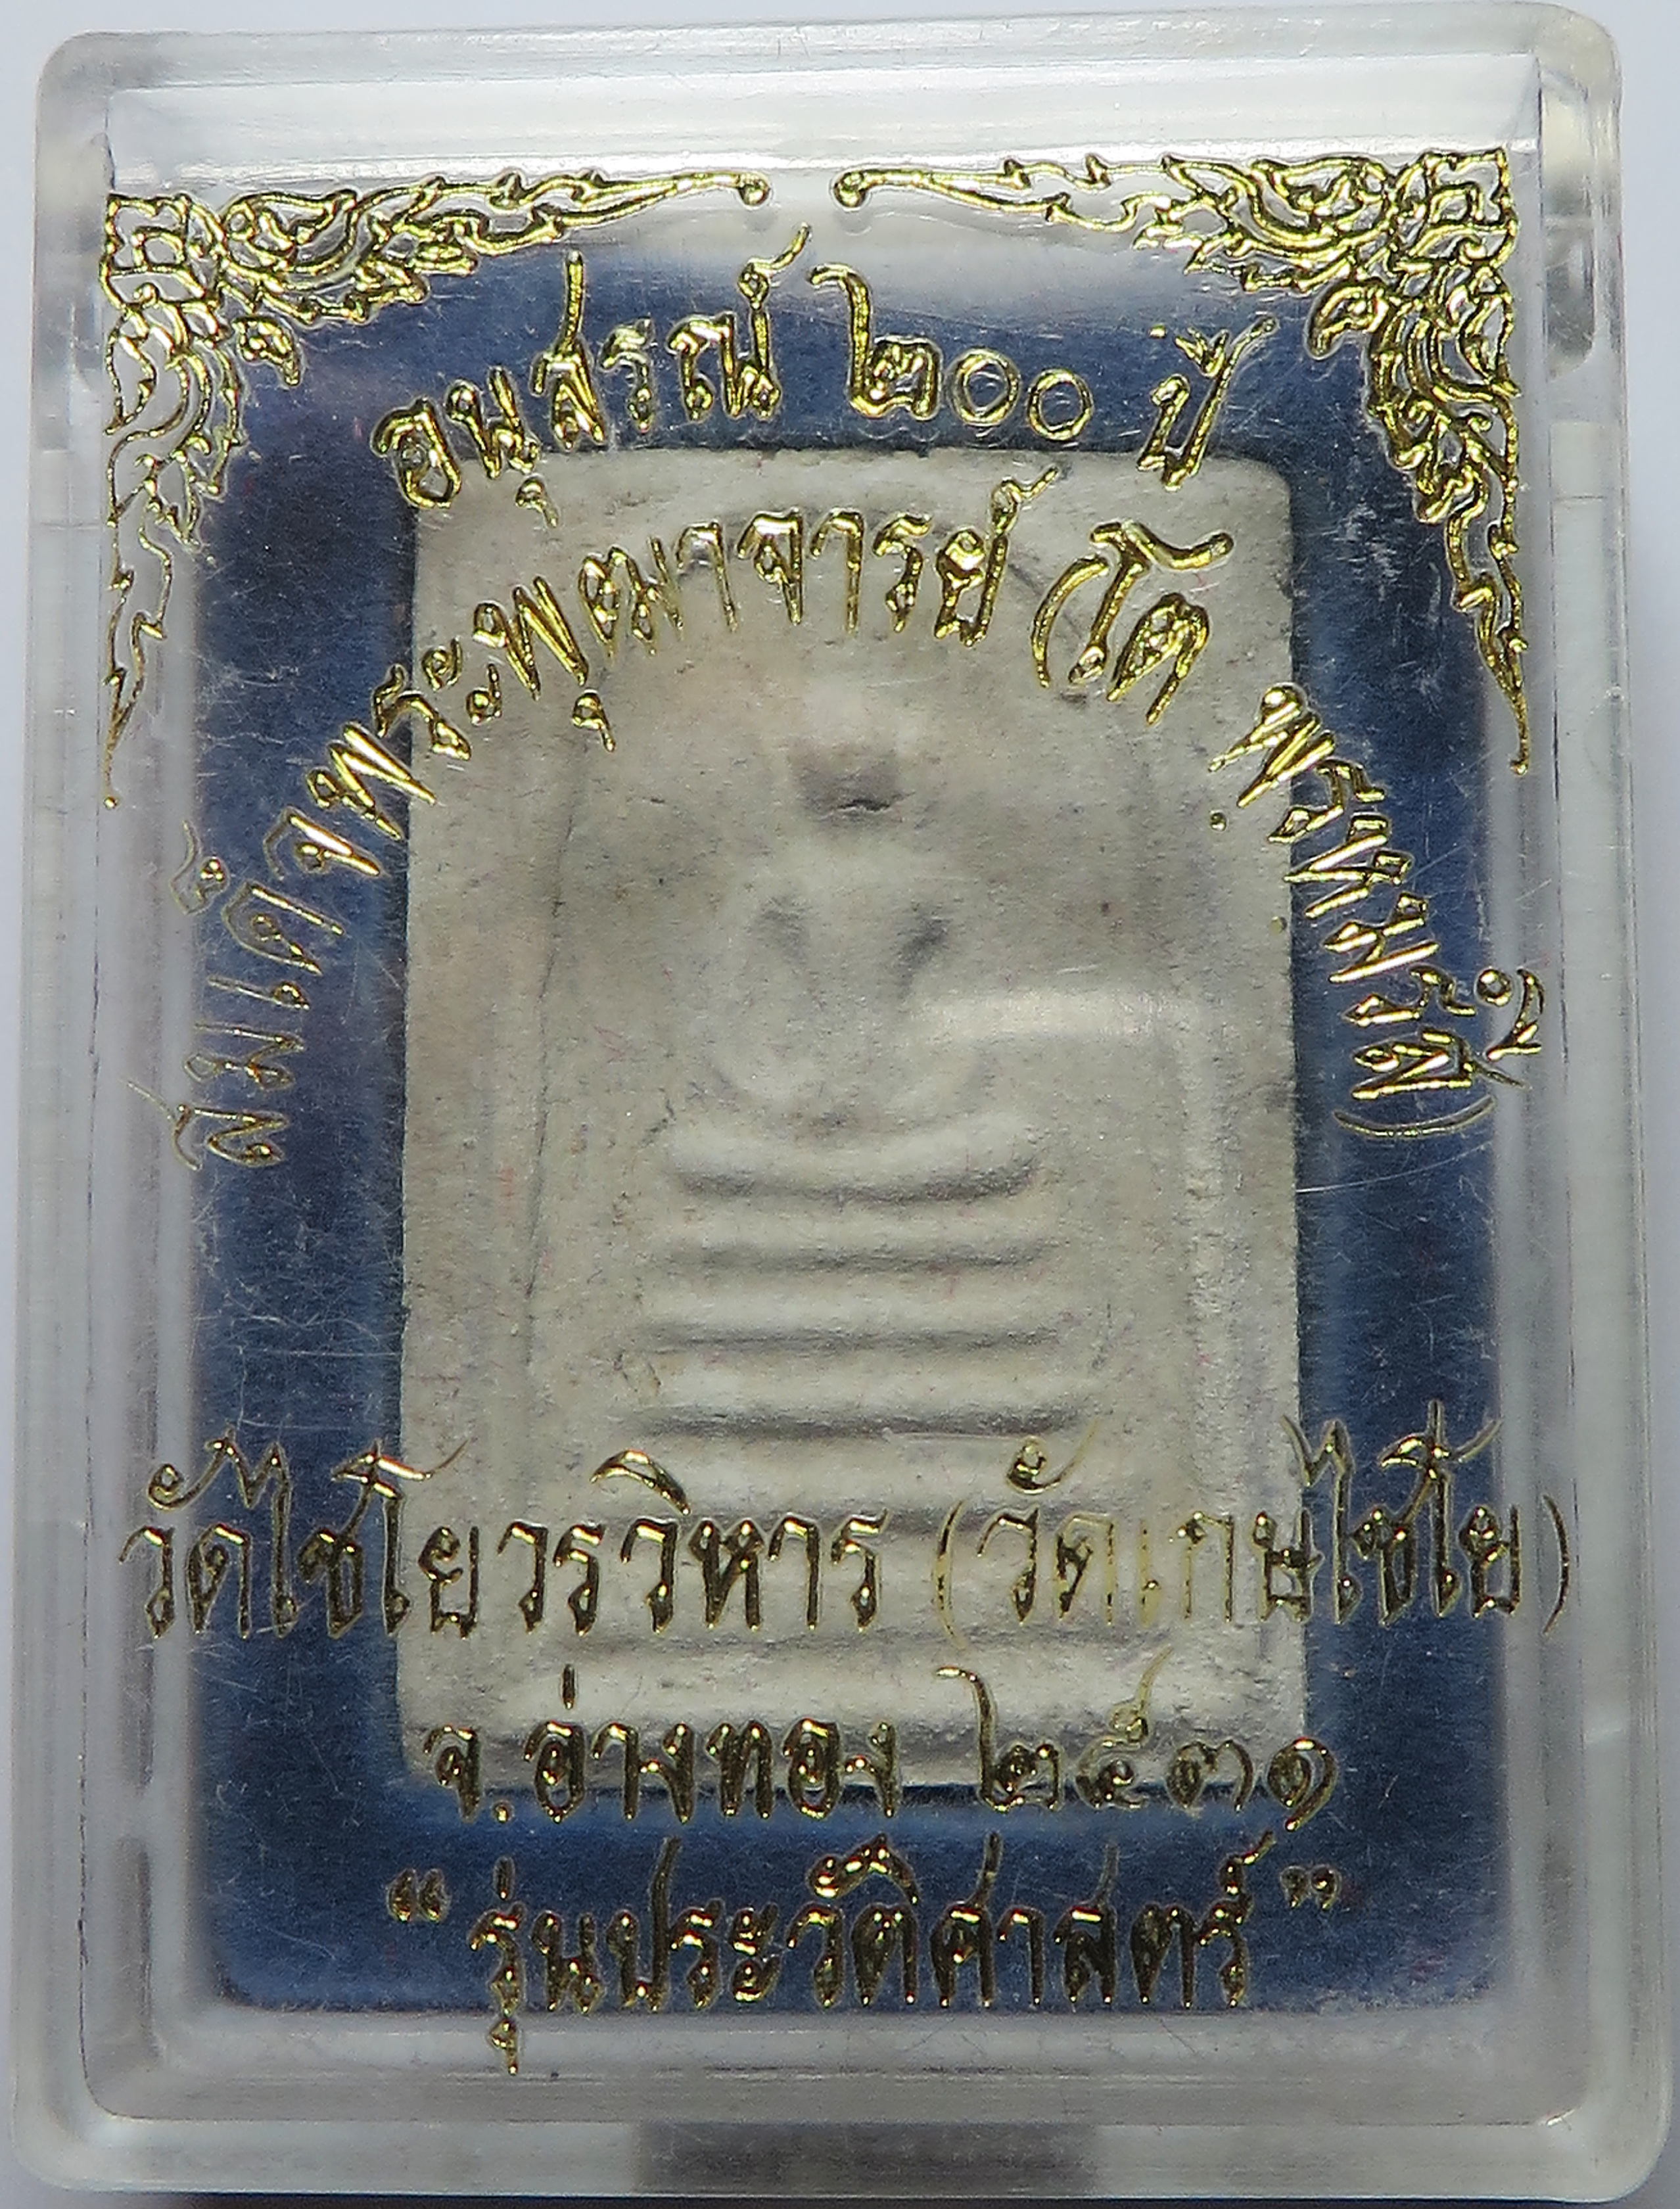 อนุสรณ์ ๒๐๐ ปี
สมเด็จพระพุฒาจารย์ (โต พฺรหฺมรํสี)
วัดไชโยวรวิหาร (วัดเกษไชโย)
จ.อ่างทอง ๒๕๓๑
“รุ่นประวัติศาสตร์”